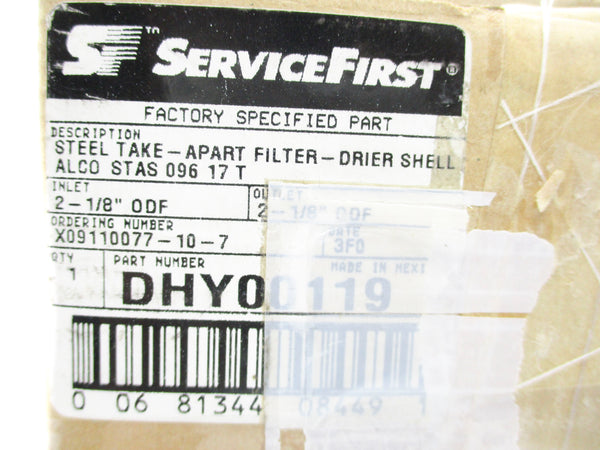 SF™ SERVICEFIRST®
FACTORY SPECIFIED PART
DESCRIPTION
STEEL TAKE-APART FILTER-DRIER SHELL
ALCO STAS 096 17 T
INLET OUTLET
2-1/8" ODF 2-1/8" ODF
ORDERING NUMBER DATE
X09110077-10-7 3F0
QTY PART NUMBER MADE IN MEXI
1 DHY00119
0 06 81344 08449 1